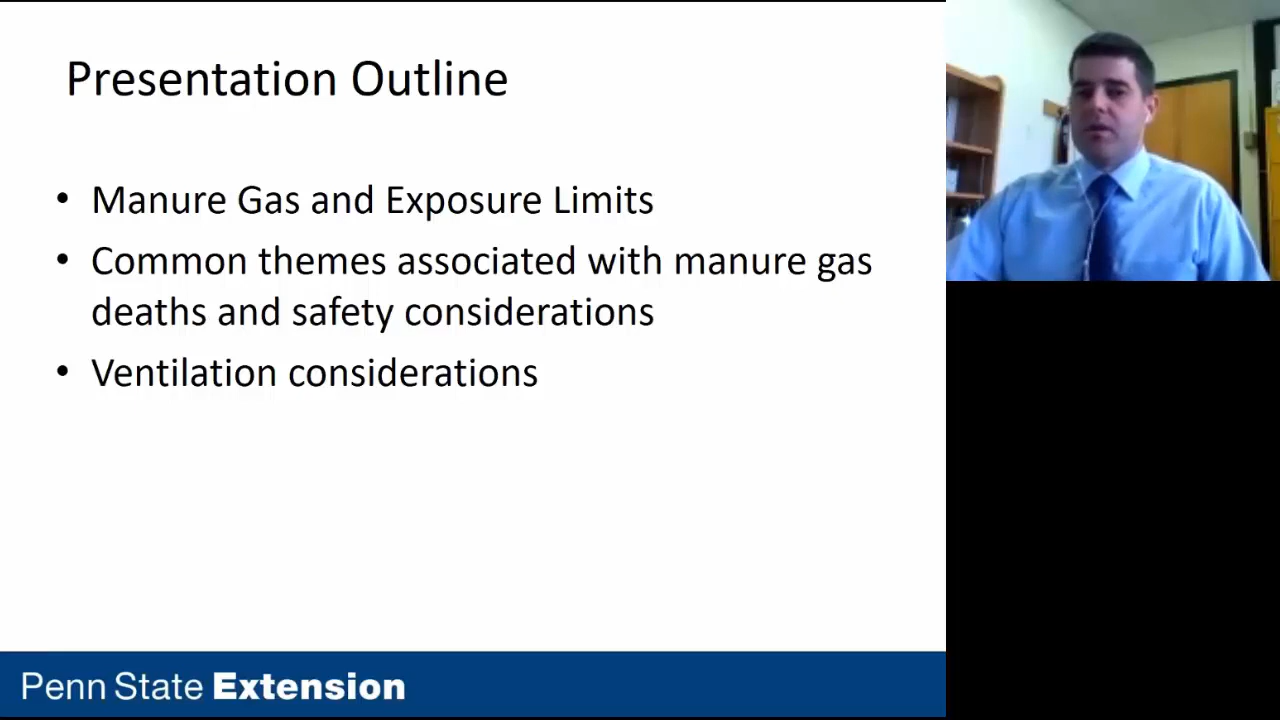 Presentation Outline
• Manure Gas and Exposure Limits
• Common themes associated with manure gas
deaths and safety considerations
• Ventilation considerations
Penn State Extension